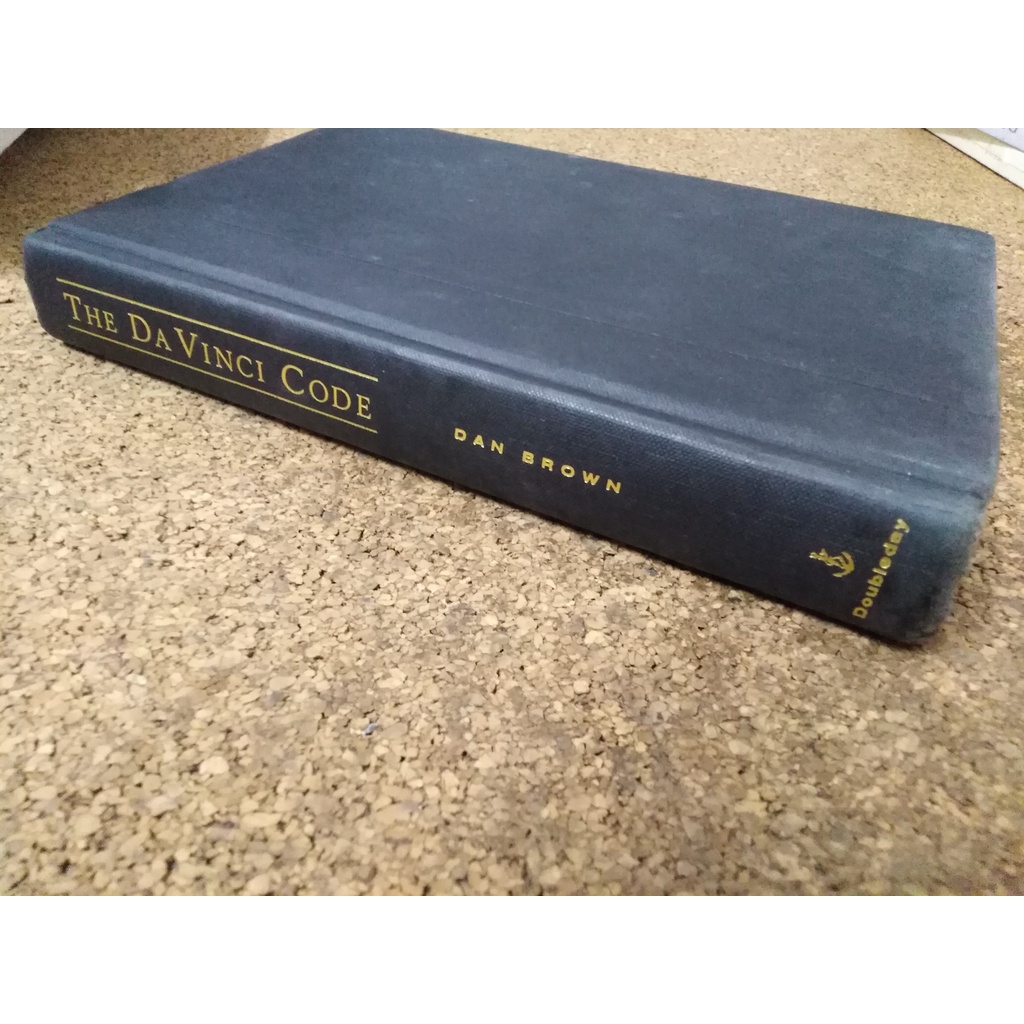 THE DAVINCI CODE
DAN BROWN
Doubleday